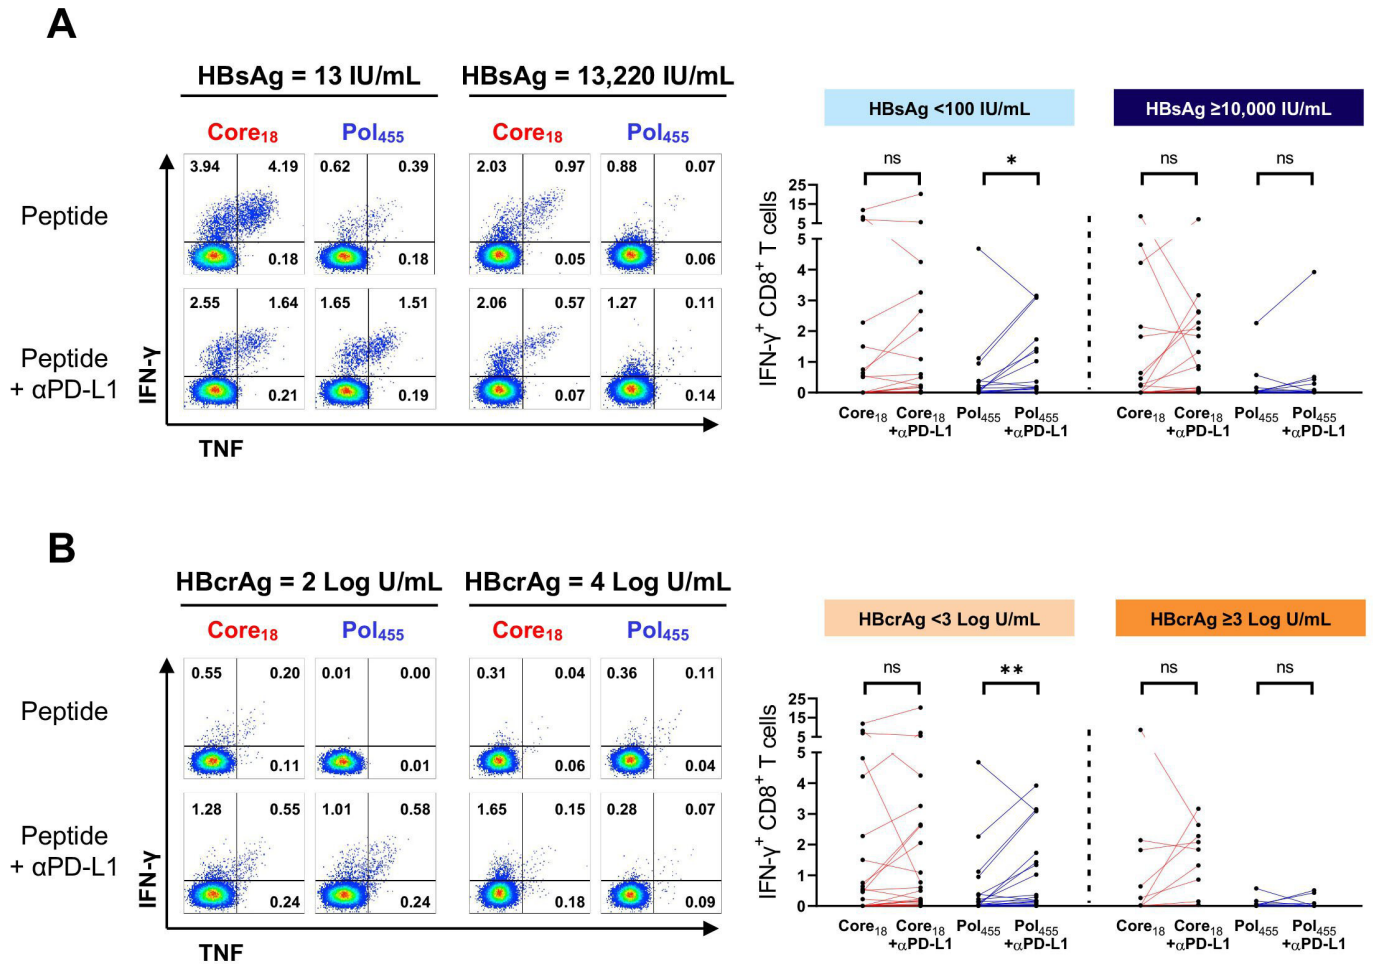 A
HBsAg = 13 IU/mL
HBsAg = 13,220 IU/mL
Core18
Pol455
Core18
Pol455
Peptide
3.94 4.19
0.18
0.62 0.39
0.18
2.03 0.97
0.05
0.88 0.07
0.06
Peptide
+ αPD-L1
2.55 1.64
0.21
1.65 1.51
0.19
2.06 0.57
0.07
1.27 0.11
0.14
IFN-γ
TNF
HBsAg <100 IU/mL
HBsAg ≥10,000 IU/mL
ns
*
ns
ns
IFN-γ+ CD8+ T cells
25
15
5
5
4
3
2
1
0
Core18 Core18 Pol455 Pol455 Core18 Core18 Pol455 Pol455
+αPD-L1 +αPD-L1 +αPD-L1 +αPD-L1
B
HBcrAg = 2 Log U/mL
HBcrAg = 4 Log U/mL
Core18
Pol455
Core18
Pol455
Peptide
0.55 0.20
0.11
0.01 0.00
0.01
0.31 0.04
0.06
0.36 0.11
0.04
Peptide
+ αPD-L1
1.28 0.55
0.24
1.01 0.58
0.24
1.65 0.15
0.18
0.28 0.07
0.09
IFN-γ
TNF
HBcrAg <3 Log U/mL
HBcrAg ≥3 Log U/mL
ns
**
ns
ns
IFN-γ+ CD8+ T cells
25
15
5
5
4
3
2
1
0
Core18 Core18 Pol455 Pol455 Core18 Core18 Pol455 Pol455
+αPD-L1 +αPD-L1 +αPD-L1 +αPD-L1